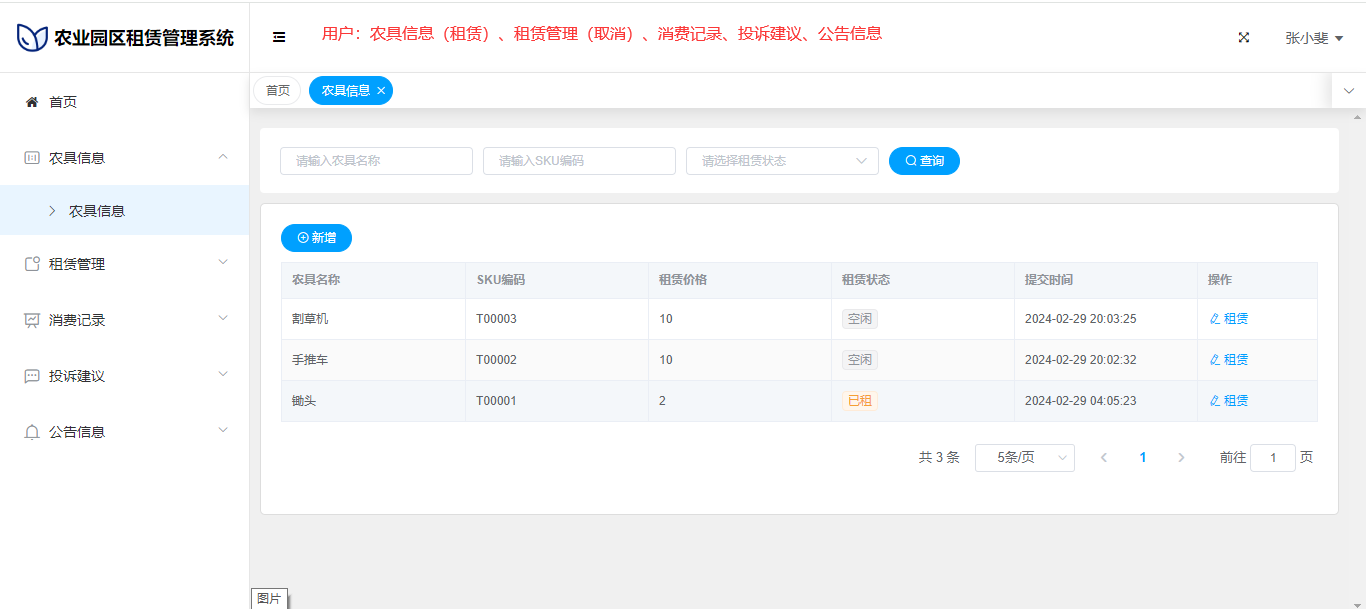 农业园区租赁管理系统
用户：农具信息（租赁）、租赁管理（取消）、消费记录、投诉建议、公告信息
张小斐
首页
农具信息
农具信息
租赁管理
消费记录
投诉建议
公告信息
首页 农具信息
请输入农具名称 请输入SKU编码 请选择租赁状态 查询
新增
农具名称 SKU编码 租赁价格 租赁状态 提交时间 操作
割草机 T00003 10 空闲 2024-02-29 20:03:25 租赁
手推车 T00002 10 空闲 2024-02-29 20:02:32 租赁
锄头 T00001 2 已租 2024-02-29 04:05:23 租赁
共 3 条 5条/页 1 前往 1 页
图片